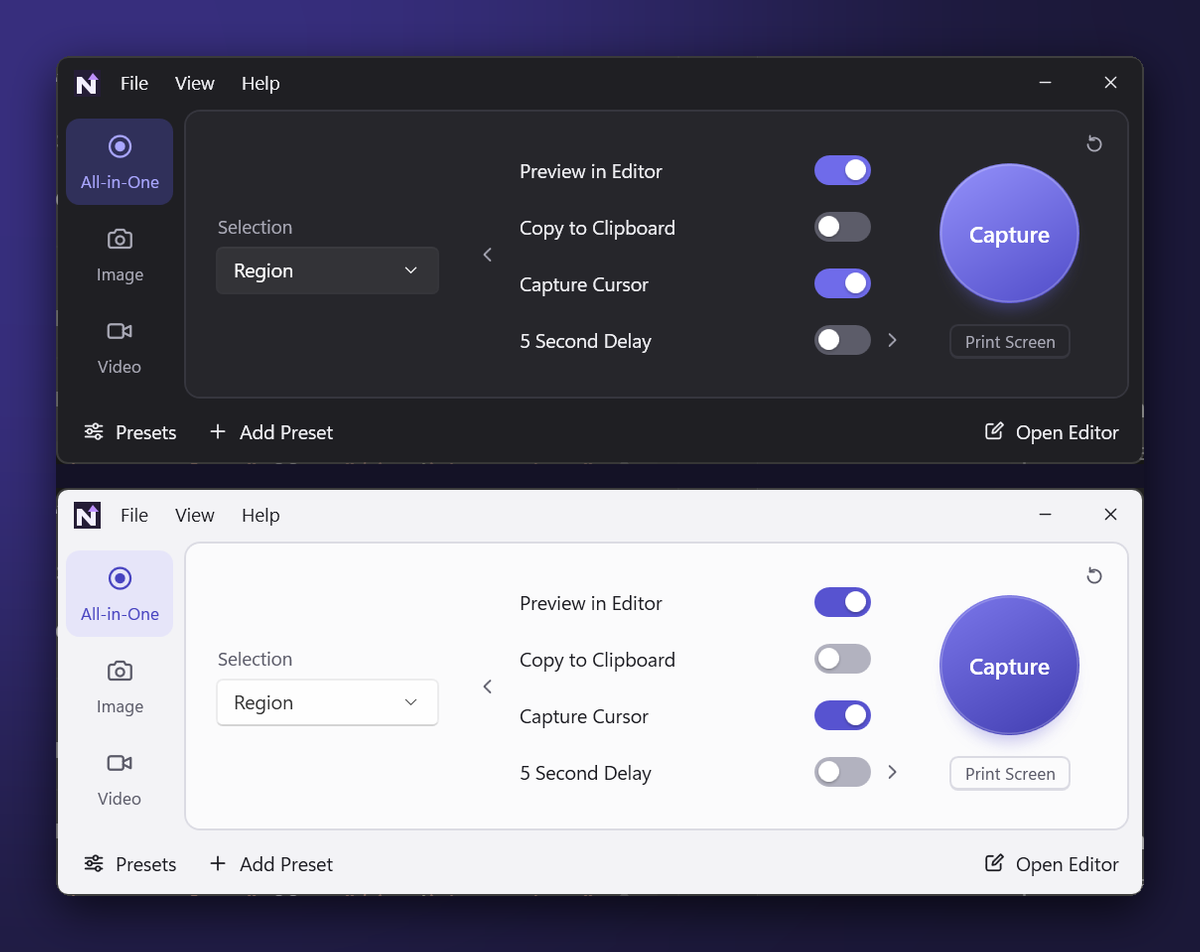 N File View Help
All-in-One
Image
Video
Selection
Region
Preview in Editor
Copy to Clipboard
Capture Cursor
5 Second Delay
Capture
Print Screen
Presets
Add Preset
Open Editor
N File View Help
All-in-One
Image
Video
Selection
Region
Preview in Editor
Copy to Clipboard
Capture Cursor
5 Second Delay
Capture
Print Screen
Presets
Add Preset
Open Editor